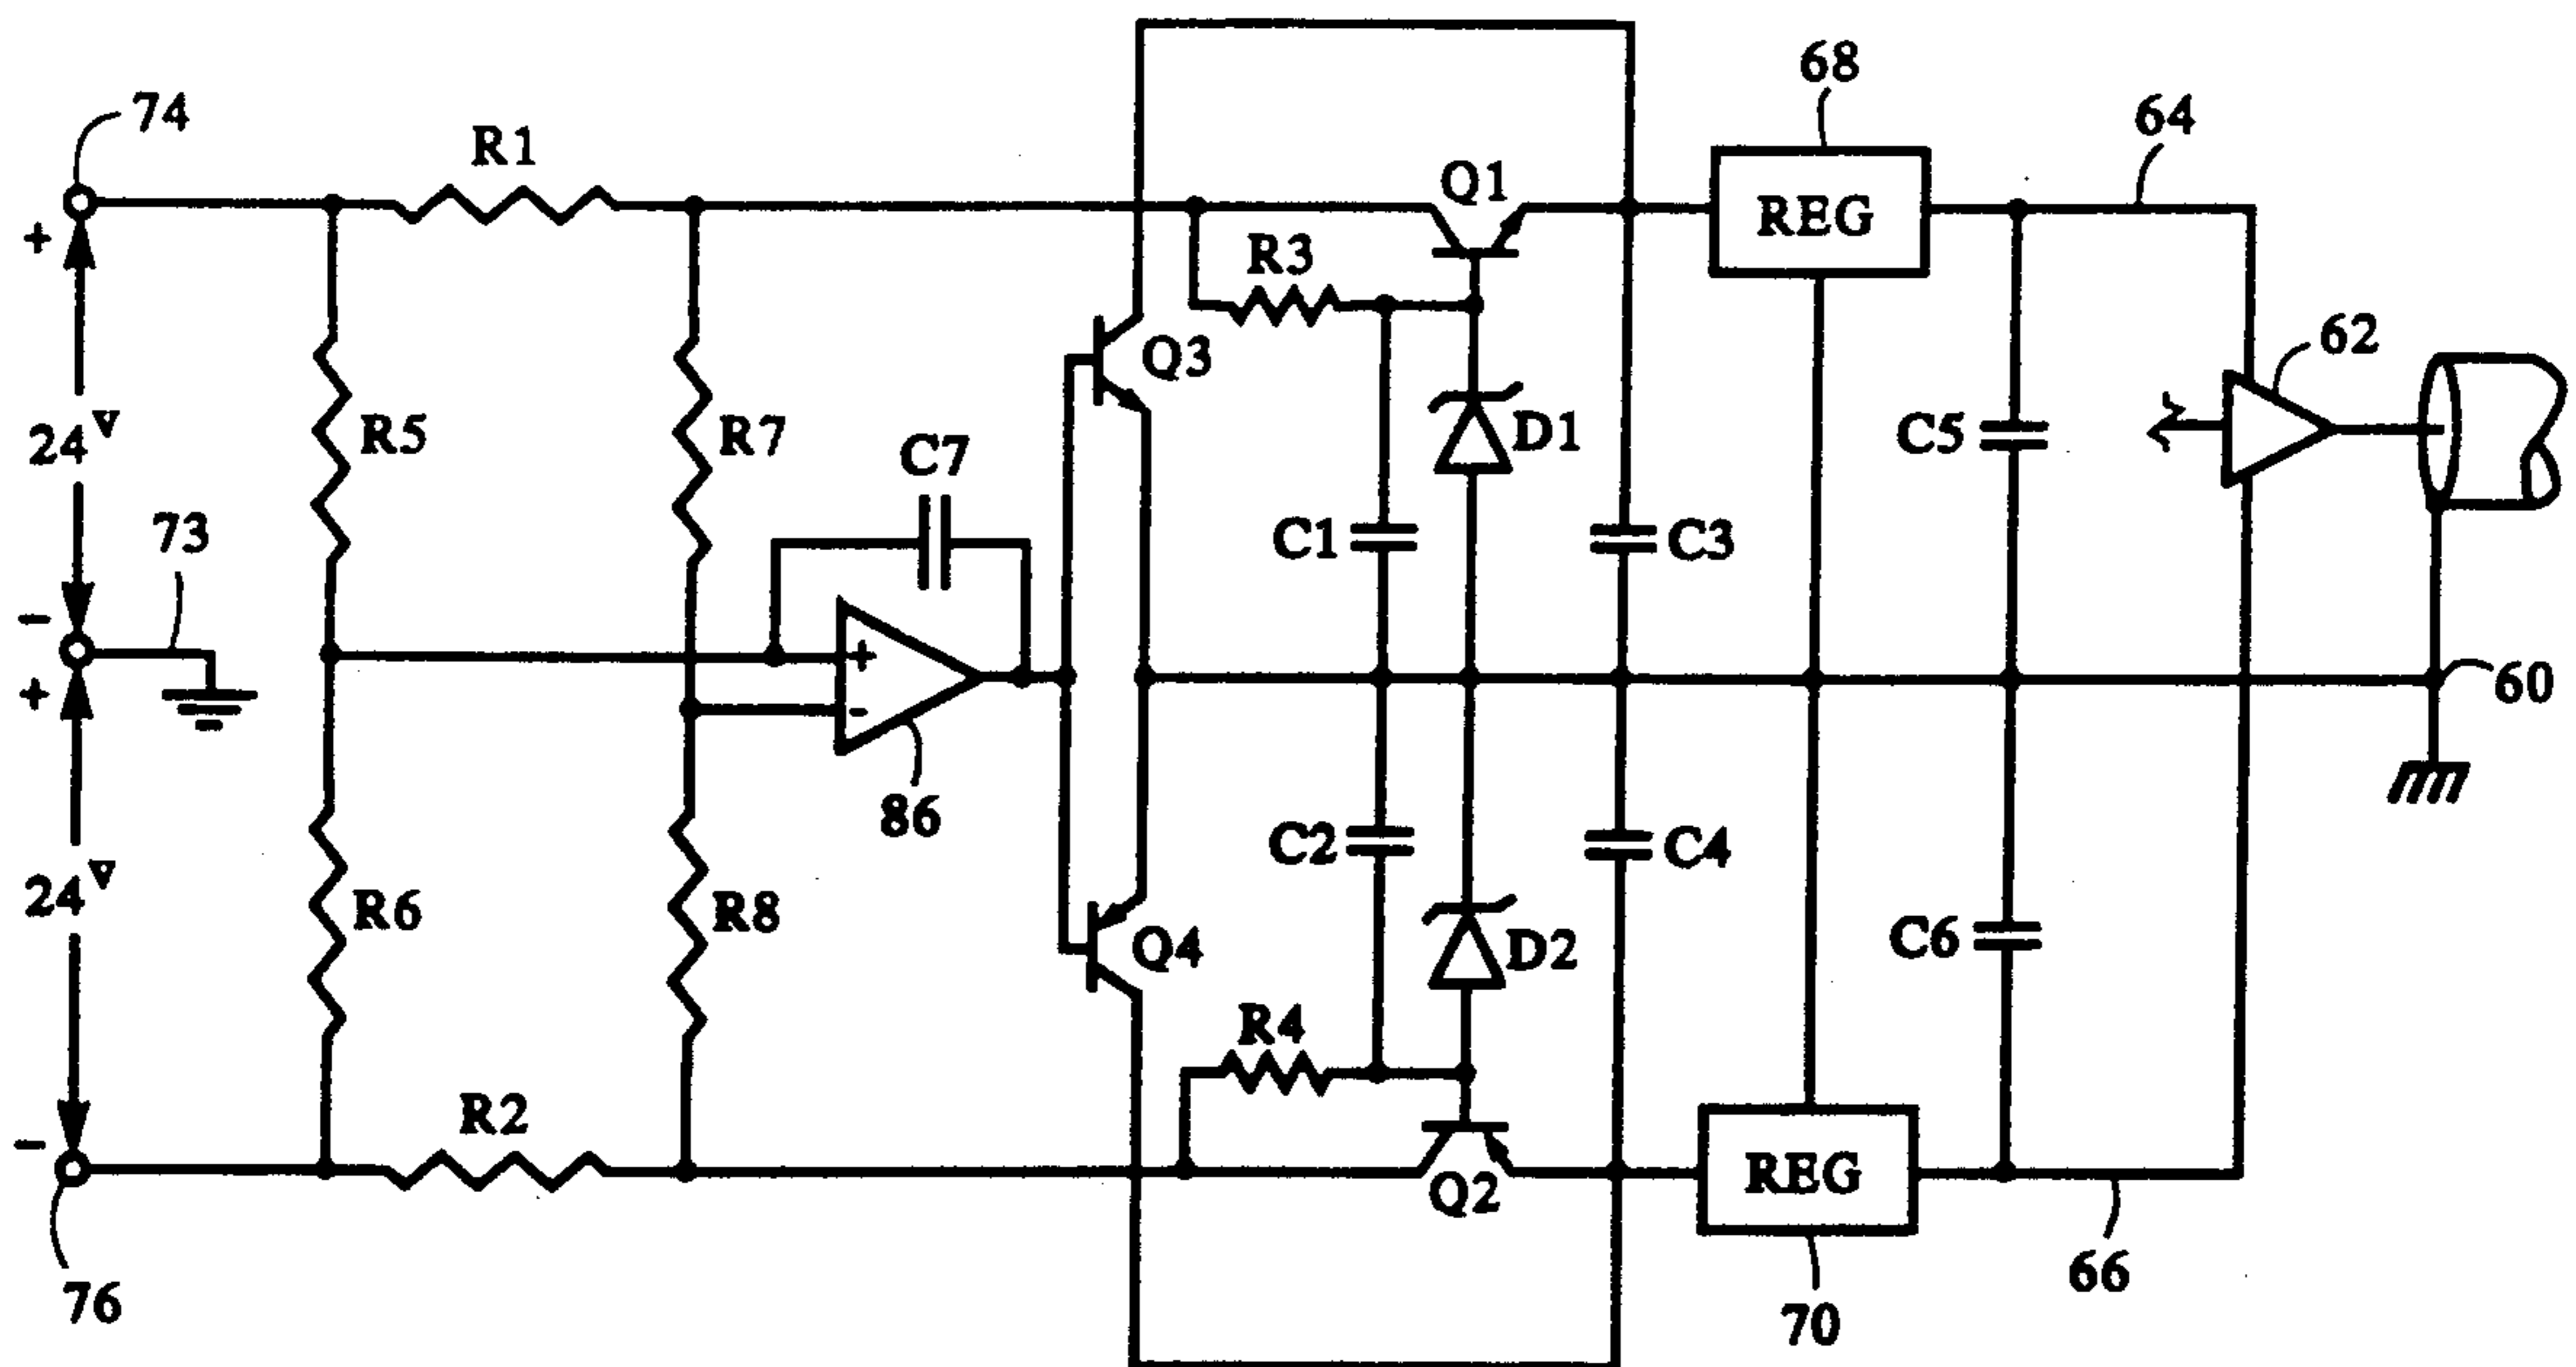 68
74
R1
Q1
64
REG
+
R3
Q3
62
24v
R5
R7
C7
D1
C5
73
C1
C3
-
+
+
-
60
86
C2
C4
24v
R6
R8
Q4
D2
C6
R4
R2
-
Q2
REG
76
70
66